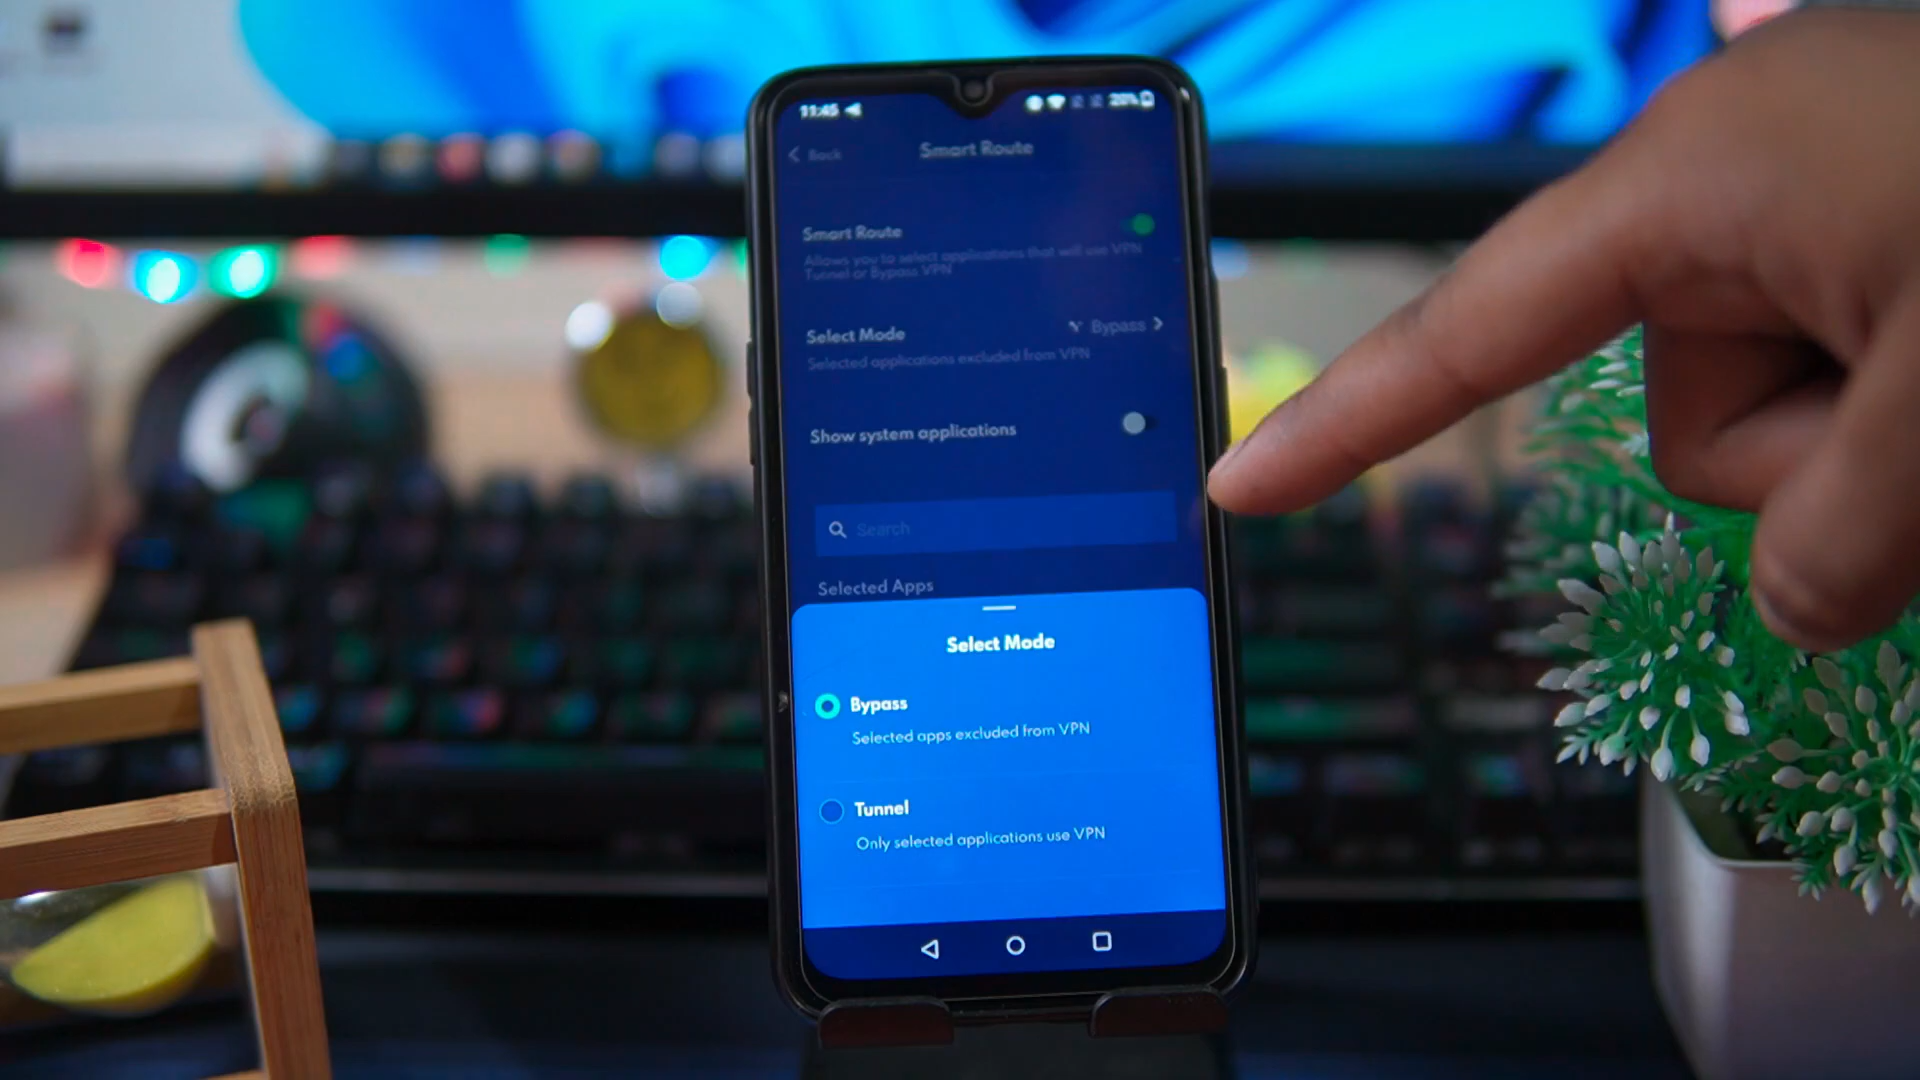 11:45
20%
Back
Smart Route
Smart Route
Allows you to select applications that will use VPN
Tunnel or Bypass VPN
Select Mode
Bypass
Selected applications excluded from VPN
Show system applications
Search
Selected Apps
Select Mode
Bypass
Selected apps excluded from VPN
Tunnel
Only selected applications use VPN